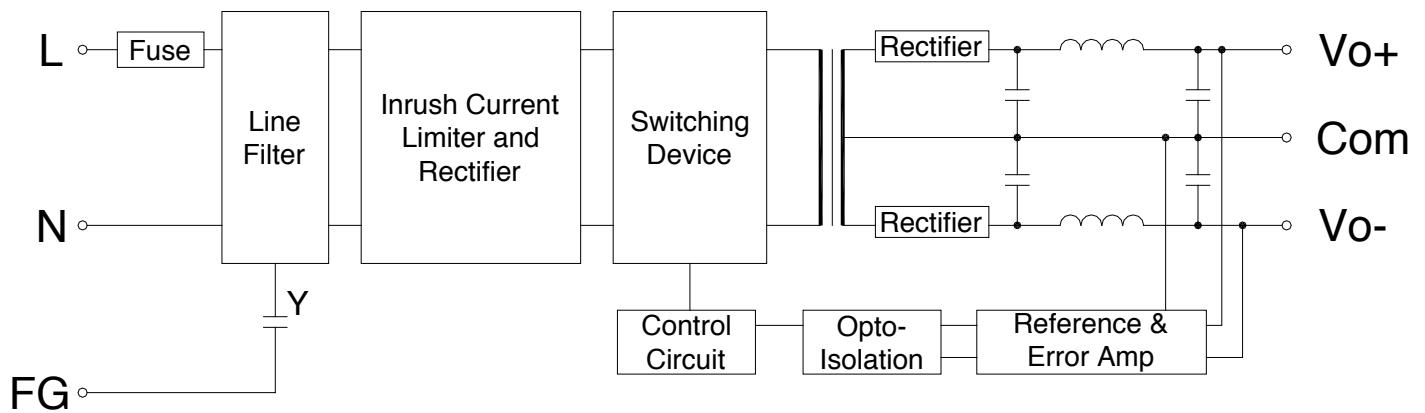 L
Fuse
Line
Filter
Inrush Current
Limiter and
Rectifier
Switching
Device
Rectifier
Vo+
Com
N
Rectifier
Vo-
Y
FG
Control
Circuit
Opto-
Isolation
Reference &
Error Amp